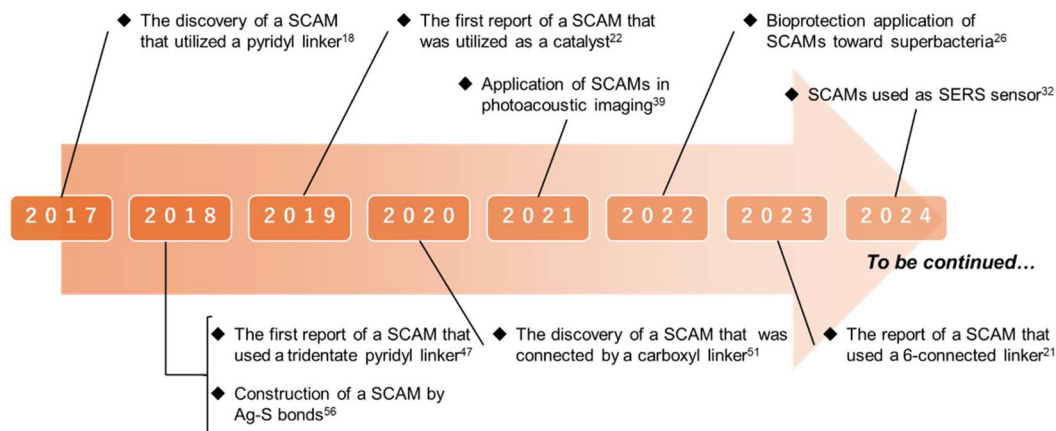 ◆ The discovery of a SCAM
that utilized a pyridyl linker18
◆ The first report of a SCAM that
was utilized as a catalyst22
◆ Bioprotection application of
SCAMs toward superbacteria26
◆ Application of SCAMs in
photoacoustic imaging39
◆ SCAMs used as SERS sensor32
2017 2018 2019 2020 2021 2022 2023 2024
To be continued...
◆ The first report of a SCAM that
used a tridentate pyridyl linker47
◆ Construction of a SCAM by
Ag-S bonds56
◆ The discovery of a SCAM that was
connected by a carboxyl linker51
◆ The report of a SCAM that
used a 6-connected linker21